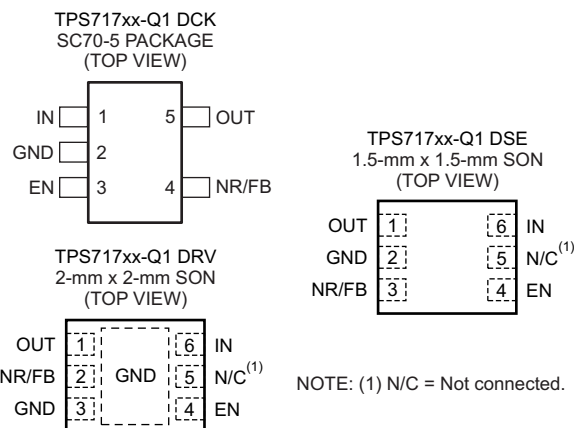 TPS717xx-Q1 DCK
SC70-5 PACKAGE
(TOP VIEW)
IN 1 5 OUT
GND 2
EN 3 4 NR/FB
TPS717xx-Q1 DRV
2-mm x 2-mm SON
(TOP VIEW)
OUT 1 6 IN
NR/FB 2 GND 5 N/C(1)
GND 3 4 EN
TPS717xx-Q1 DSE
1.5-mm x 1.5-mm SON
(TOP VIEW)
OUT 1 6 IN
GND 2 5 N/C(1)
NR/FB 3 4 EN
NOTE: (1) N/C = Not connected.